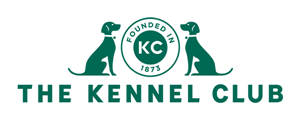 FOUNDED IN
KC
1873
THE KENNEL CLUB